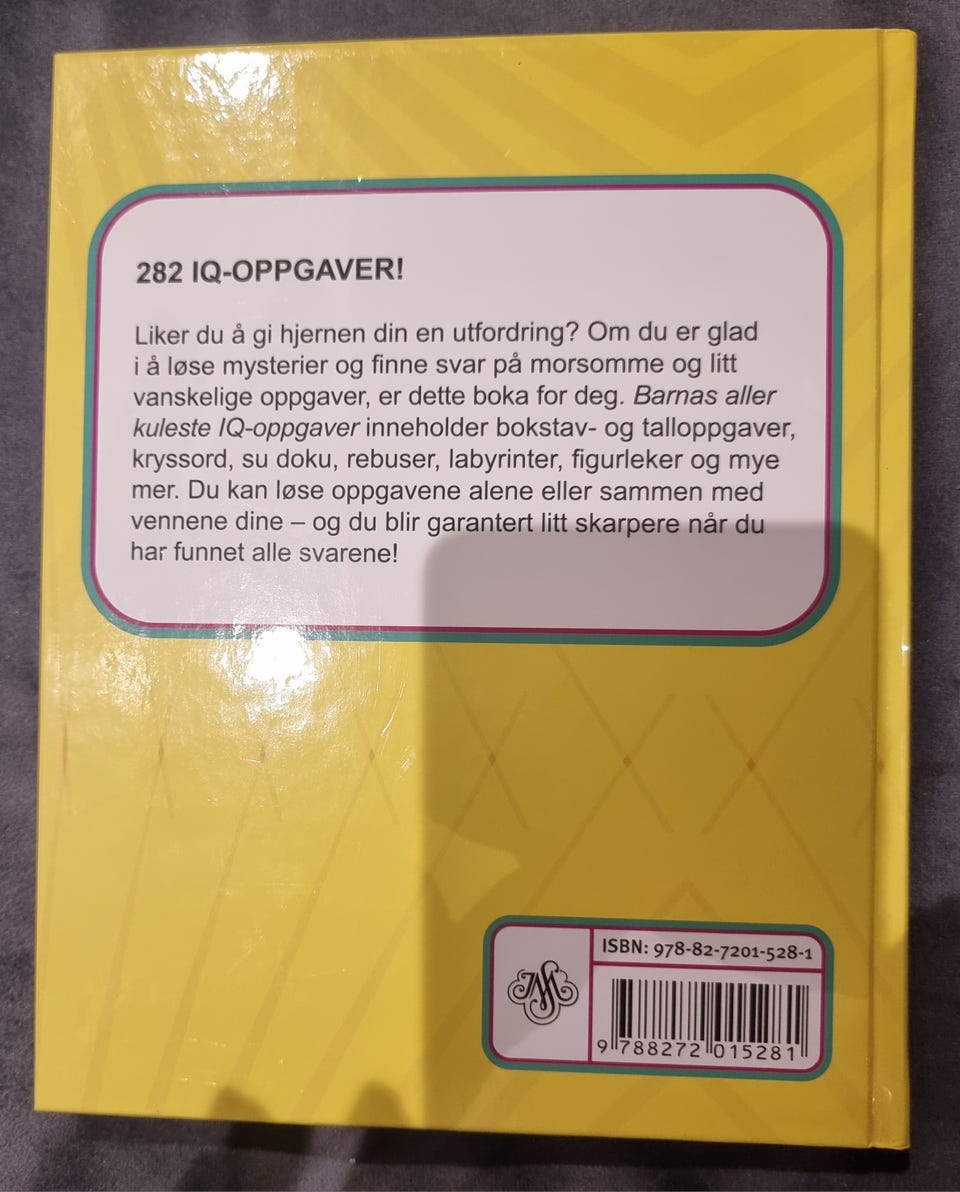 282 IQ-OPPGAVER!
Liker du å gi hjernen din en utfordring? Om du er glad
i å løse mysterier og finne svar på morsomme og litt
vanskelige oppgaver, er dette boka for deg. Barnas aller
kuleste IQ-oppgaver inneholder bokstav- og talloppgaver,
kryssord, su doku, rebuser, labyrinter, figurleker og mye
mer. Du kan løse oppgavene alene eller sammen med
vennene dine – og du blir garantert litt skarpere når du
har funnet alle svarene!
ISBN: 978-82-7201-528-1
9 788272 015281